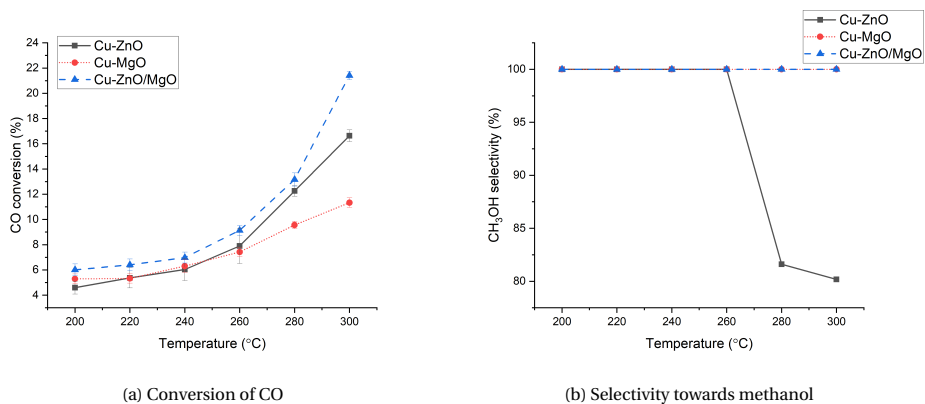 Cu-ZnO
Cu-MgO
Cu-ZnO/MgO
CO conversion (%)
24
22
20
18
16
14
12
10
8
6
4
200 220 240 260 280 300
Temperature (°C)
(a) Conversion of CO
Cu-ZnO
Cu-MgO
Cu-ZnO/MgO
CH₃OH selectivity (%)
100
95
90
85
80
200 220 240 260 280 300
Temperature (°C)
(b) Selectivity towards methanol